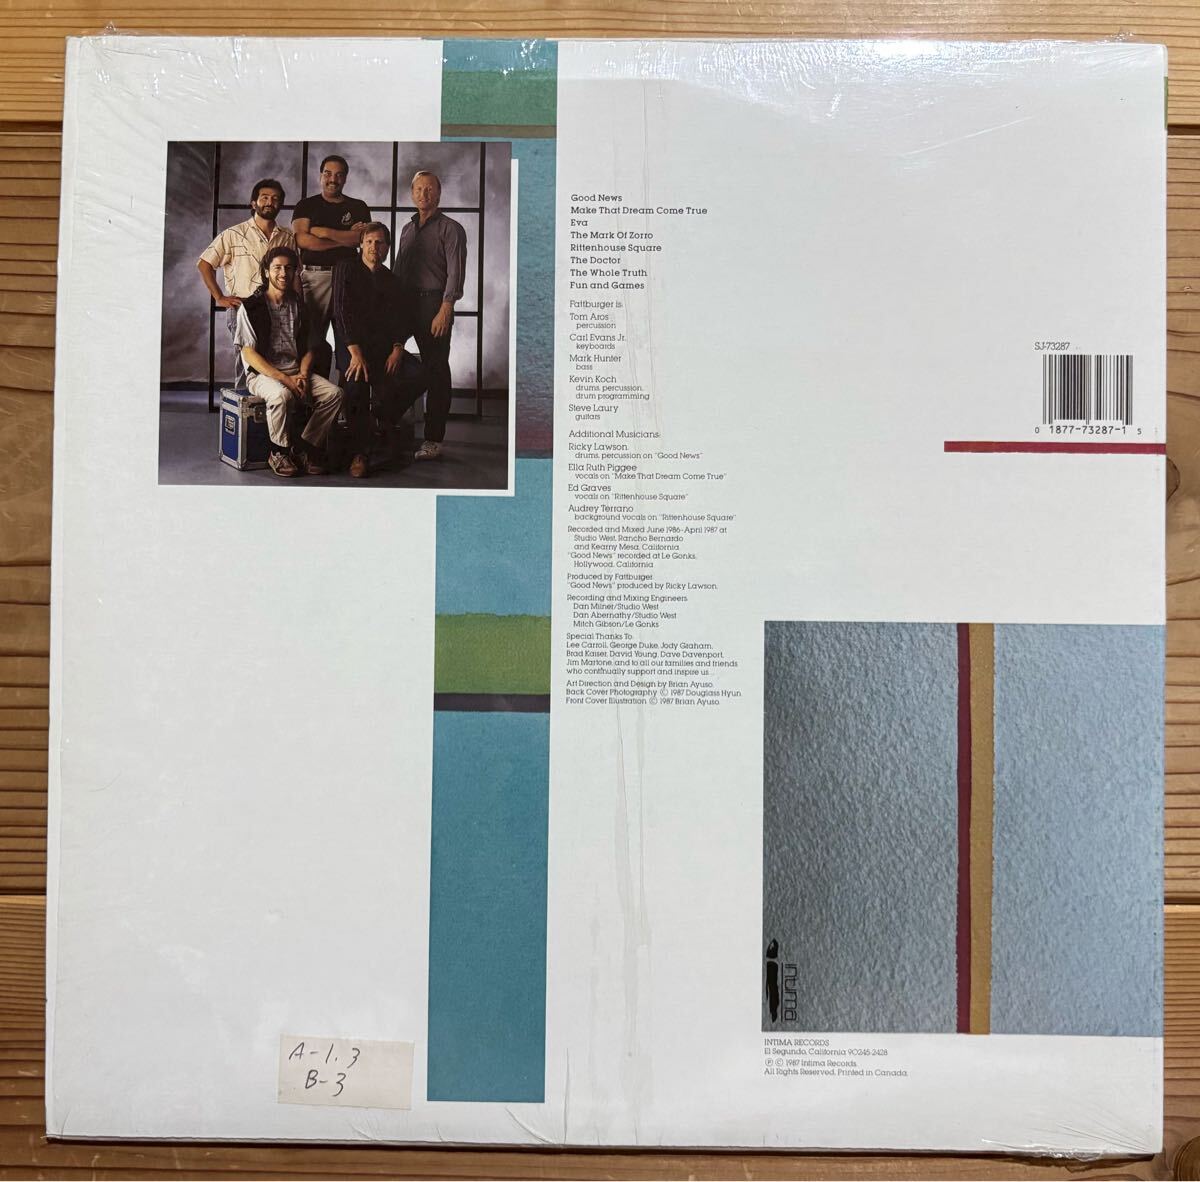 Good News
Make That Dream Come True
Eva
The Mark Of Zorro
Rittenhouse Square
The Doctor
The Whole Truth
Fun and Games
Fattburger is:
Tom Aros
percussion
Carl Evans Jr.
keyboards
Mark Hunter
bass
Kevin Koch
drums, percussion,
drum programming
Steve Laury
guitars
Additional Musicians:
Ricky Lawson
drums, percussion on "Good News"
Ella Ruth Piggee
vocals on "Make That Dream Come True"
Ed Graves
vocals on "Rittenhouse Square"
Audrey Terrano
background vocals on "Rittenhouse Square"
Recorded and Mixed June 1986-April 1987 at
Studio West, Rancho Bernardo
and Kearny Mesa, California.
"Good News" recorded at Le Gonks,
Hollywood, California
Produced by Fattburger.
"Good News" produced by Ricky Lawson.
Recording and Mixing Engineers
Dan Milner/Studio West
Dan Abernathy/Studio West
Mitch Gibson/Le Gonks
Special Thanks To:
Lee Carroll, George Duke, Jody Graham,
Brad Kaiser, David Young, Dave Davenport,
Jim Martone, and to all our families and friends
who continually support and inspire us...
Art Direction and Design by Brian Ayuso.
Back Cover Photography © 1987 Douglass Hyun
Front Cover Illustration © 1987 Brian Ayuso.
SJ-73287
0 1877-73287-1 5
intima
INTIMA RECORDS
El Segundo, California 90245-2428
℗ © 1987 Intima Records.
All Rights Reserved. Printed in Canada.
A-1, 3
B-3